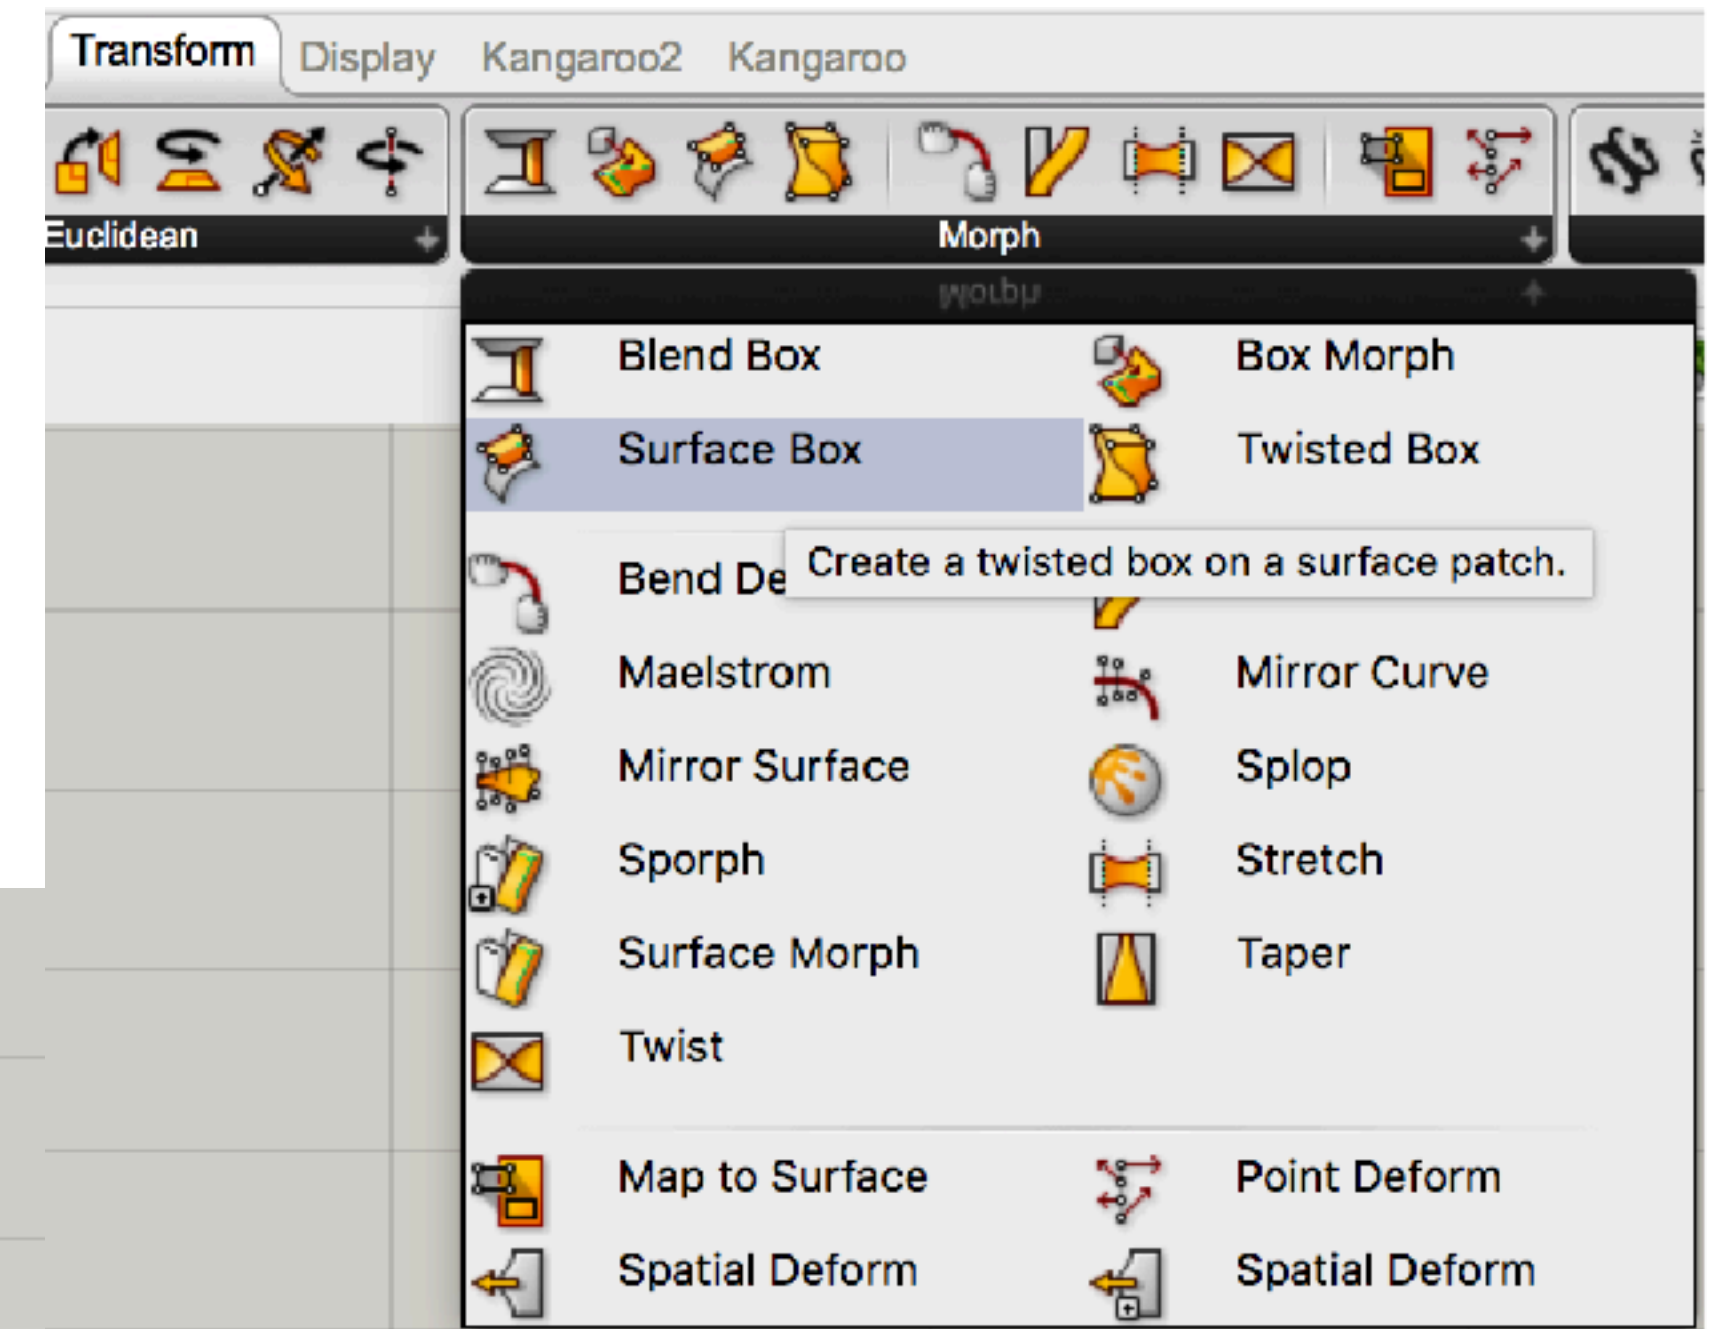 Transform Display Kangaroo2 Kangaroo
Euclidean Morph
Morph
Blend Box Box Morph
Surface Box Twisted Box
Create a twisted box on a surface patch.
Bend De
Maelstrom Mirror Curve
Mirror Surface Splop
Sporph Stretch
Surface Morph Taper
Twist
Map to Surface Point Deform
Spatial Deform Spatial Deform